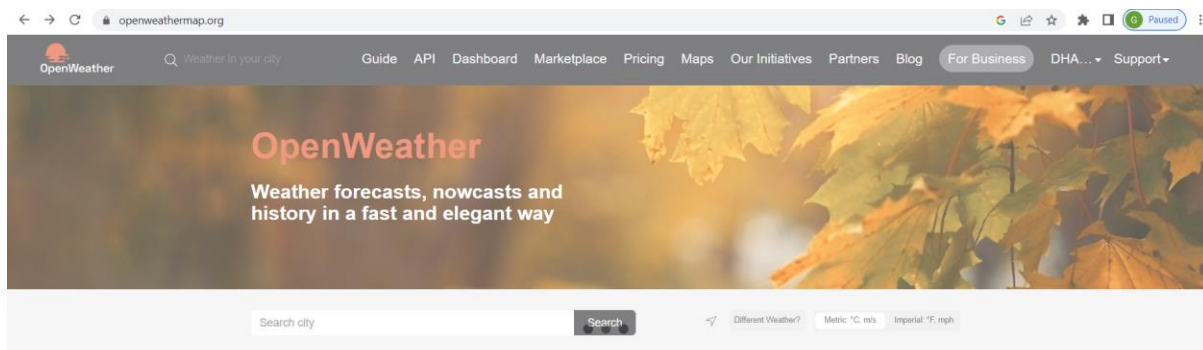 openweathermap.org
G Paused
OpenWeather
Weather in your city
Guide API Dashboard Marketplace Pricing Maps Our Initiatives Partners Blog For Business DHA... Support
OpenWeather
Weather forecasts, nowcasts and
history in a fast and elegant way
Search city
Search
Different Weather?
Metric: °C, m/s
Imperial: °F, mph